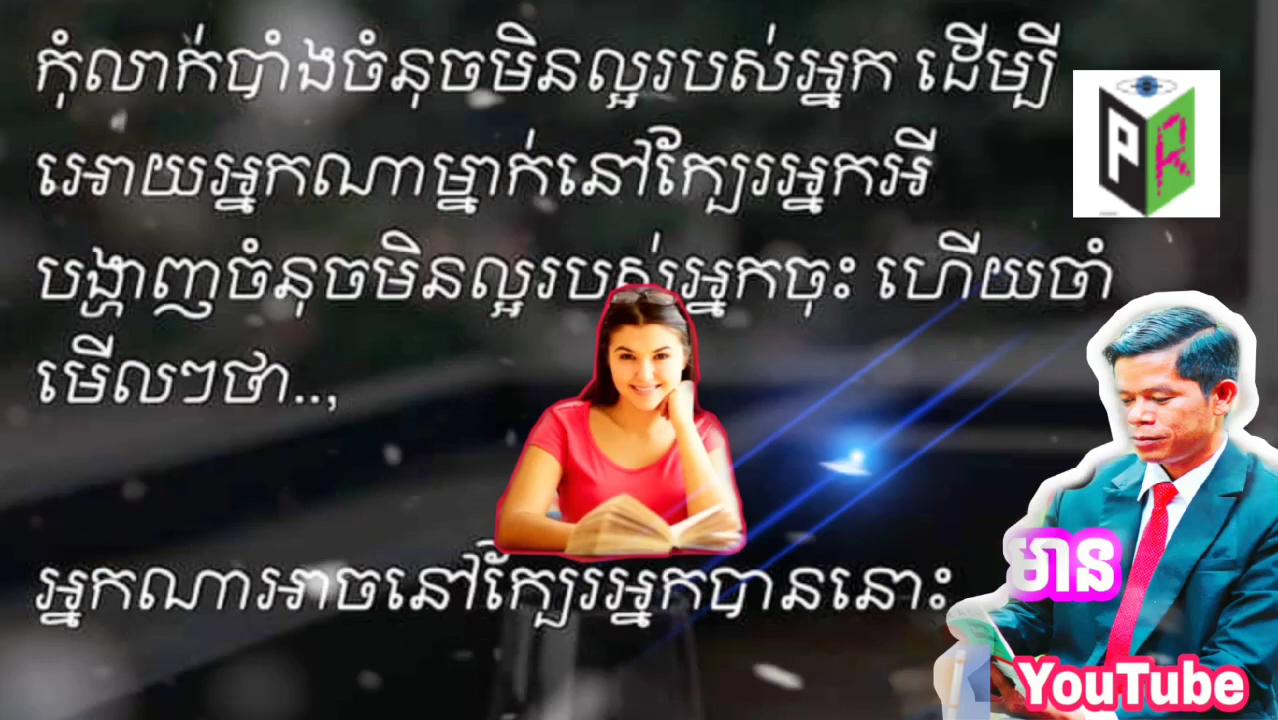 កុំលាក់បាំងចំនុចមិនល្អរបស់អ្នក ដើម្បី
អោយអ្នកណាម្នាក់នៅក្បែរអ្នកអី
បង្ហាញចំនុចមិនល្អរបស់អ្នកចុះ ហើយចាំ
មើលៗថា..,
អ្នកណាអាចនៅក្បែរអ្នកបាននោះ
PR
មាន
YouTube